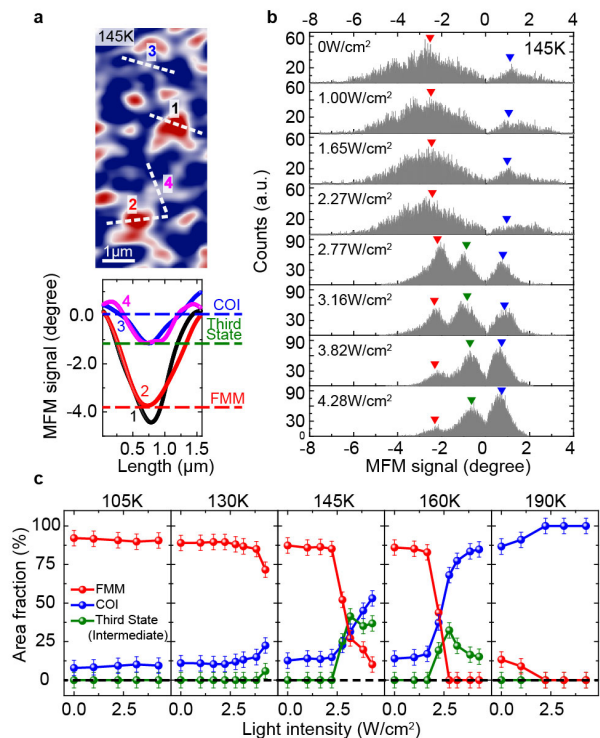 a
145K
3
1
4
2
1μm
MFM signal (degree)
0.0
-2.0
-4.0
4
3
2
1
COI
Third
State
FMM
0.0 0.5 1.0 1.5
Length (μm)
b
-8 -6 -4 -2 0 2 4
Counts (a.u.)
60
20
0W/cm²
145K
60
20
1.00W/cm²
60
20
1.65W/cm²
60
20
2.27W/cm²
90
30
2.77W/cm²
90
30
3.16W/cm²
90
30
3.82W/cm²
90
30
0
4.28W/cm²
-8 -6 -4 -2 0 2 4
MFM signal (degree)
c
105K 130K 145K 160K 190K
Area fraction (%)
100
75
50
25
0
FMM
COI
Third State
(Intermediate)
0.0 2.5 0.0 2.5 0.0 2.5 0.0 2.5 0.0 2.5
Light intensity (W/cm²)